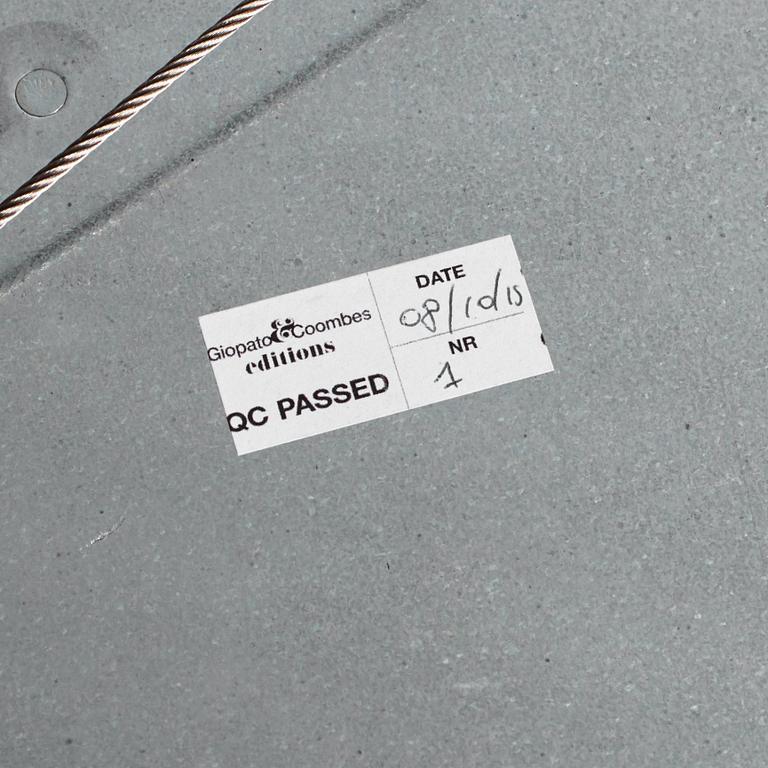 Giopato & Coombes
editions
QC PASSED
DATE
08/10/15
NR
1